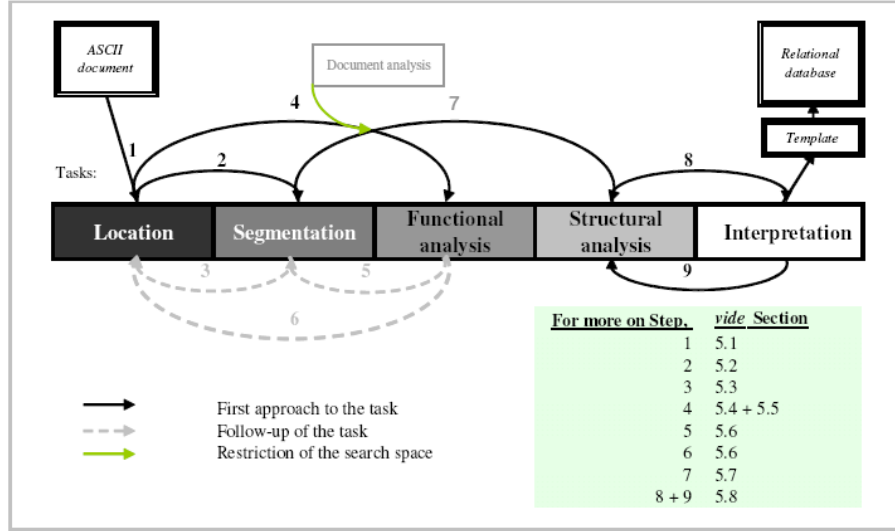 ASCII
document
Document analysis
Relational
database
Template
4
7
1
2
8
Tasks:
Location
Segmentation
Functional
analysis
Structural
analysis
Interpretation
3
5
9
6
For more on Step, vide Section
1 5.1
2 5.2
3 5.3
4 5.4 + 5.5
5 5.6
6 5.6
7 5.7
8 + 9 5.8
First approach to the task
Follow-up of the task
Restriction of the search space